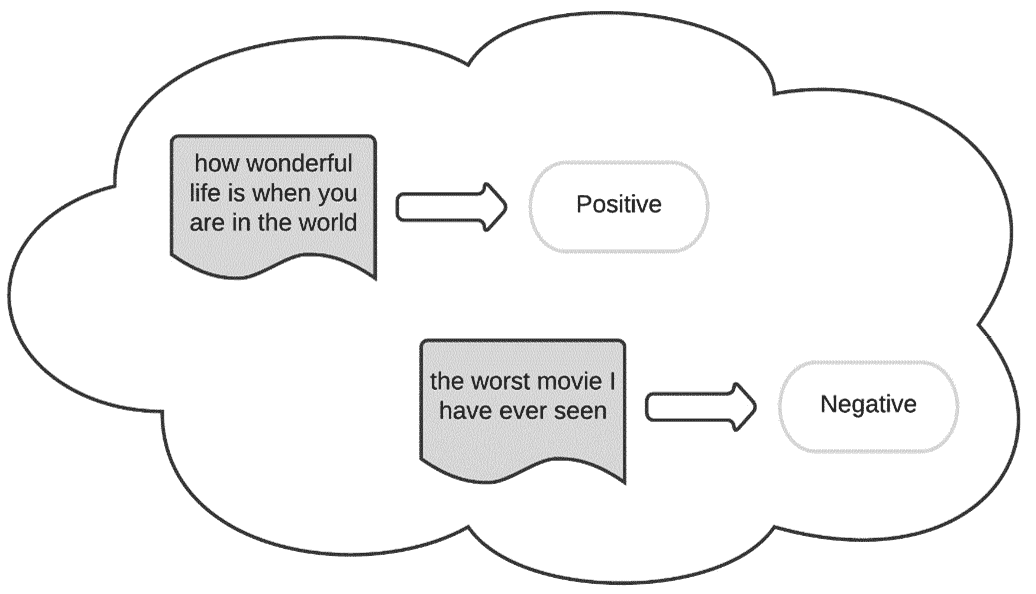 how wonderful
life is when you
are in the world
Positive
the worst movie I
have ever seen
Negative